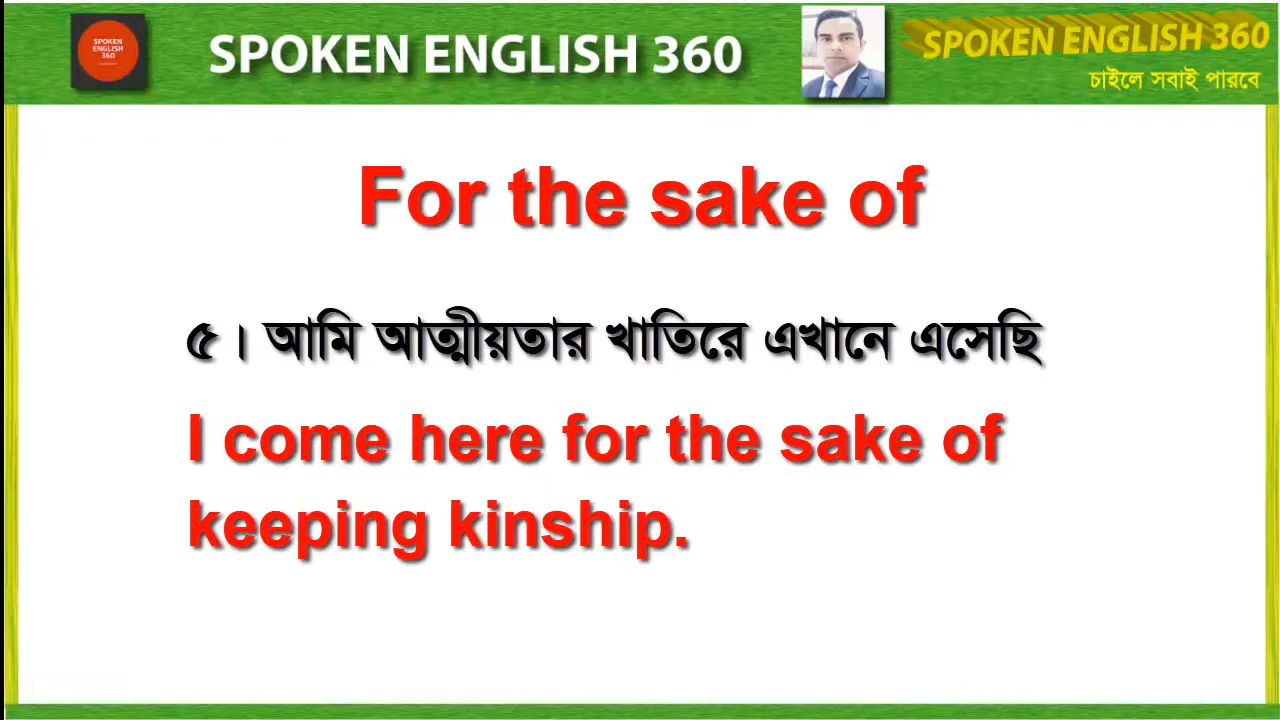 SPOKEN
ENGLISH
360
SPOKEN ENGLISH 360
SPOKEN ENGLISH 360
চাইলে সবাই পারবে
For the sake of
৫। আমি আত্মীয়তার খাতিরে এখানে এসেছি
I come here for the sake of
keeping kinship.